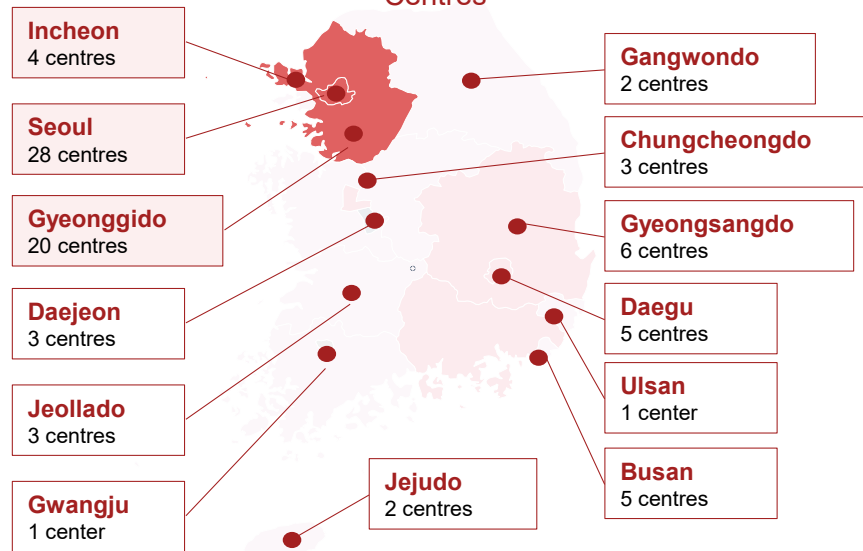 Centres
Incheon
4 centres
Seoul
28 centres
Gyeonggido
20 centres
Daejeon
3 centres
Jeollado
3 centres
Gwangju
1 center
Jejudo
2 centres
Gangwondo
2 centres
Chungcheongdo
3 centres
Gyeongsangdo
6 centres
Daegu
5 centres
Ulsan
1 center
Busan
5 centres